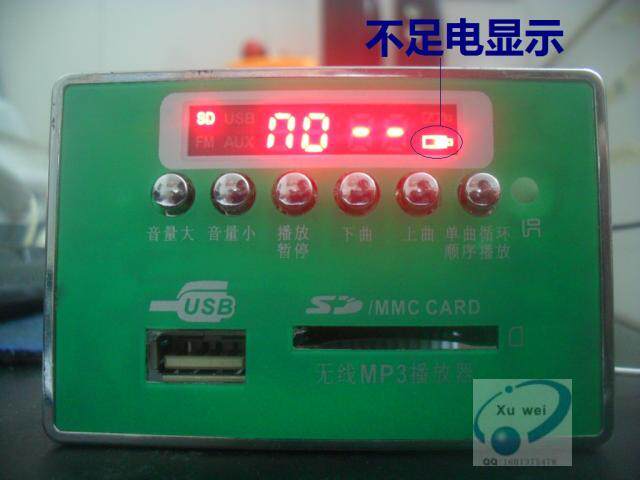 不足电显示
SD USB
FM AUX
no --
音量大 音量小 播放 下曲 上曲 单曲循环
暂停 顺序播放
USB
SD /MMC CARD
无线MP3播放器
Xu wei